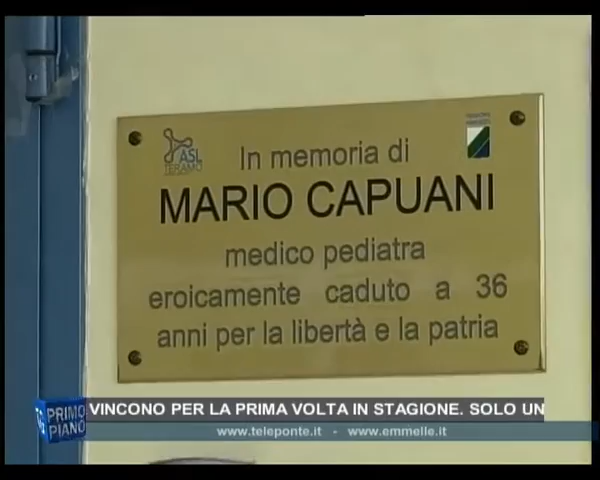 ASL
TERAMO
In memoria di
MARIO CAPUANI
medico pediatra
eroicamente caduto a 36
anni per la libertà e la patria
PRIMO
PIANO
VINCONO PER LA PRIMA VOLTA IN STAGIONE. SOLO UN
www.teleponte.it - www.emmelle.it